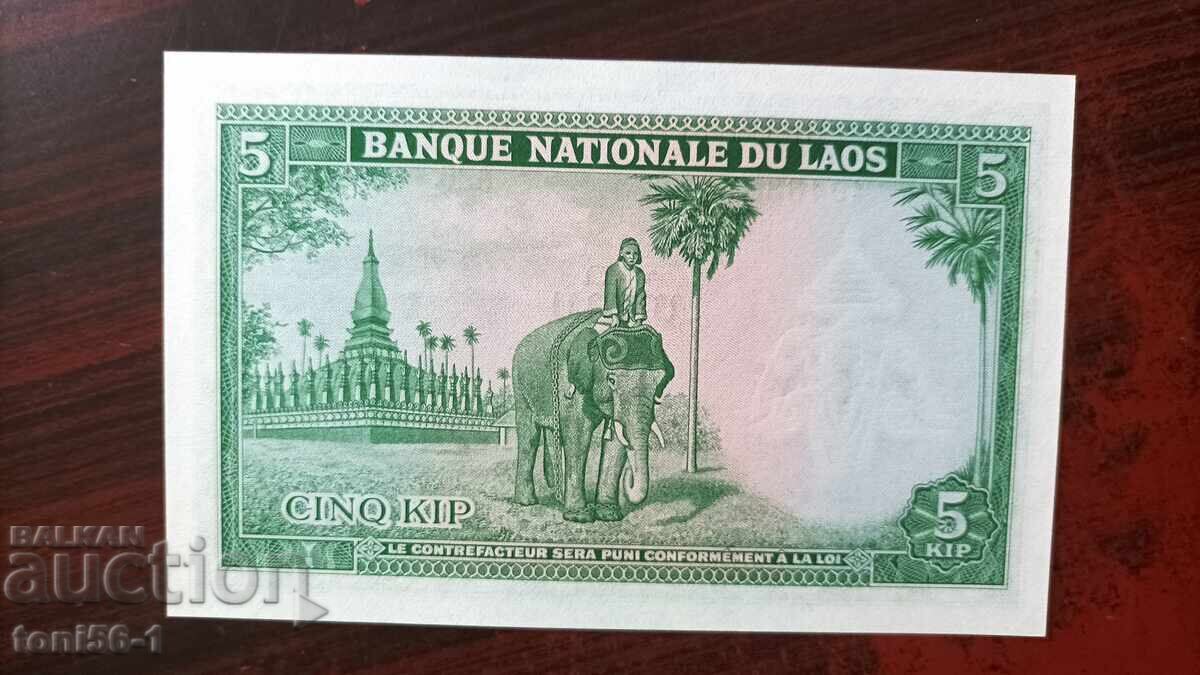 5 BANQUE NATIONALE DU LAOS 5
CINQ KIP
5
KIP
LE CONTREFACTEUR SERA PUNI CONFORMÉMENT À LA LOI
BALKAN
auction
toni56-1